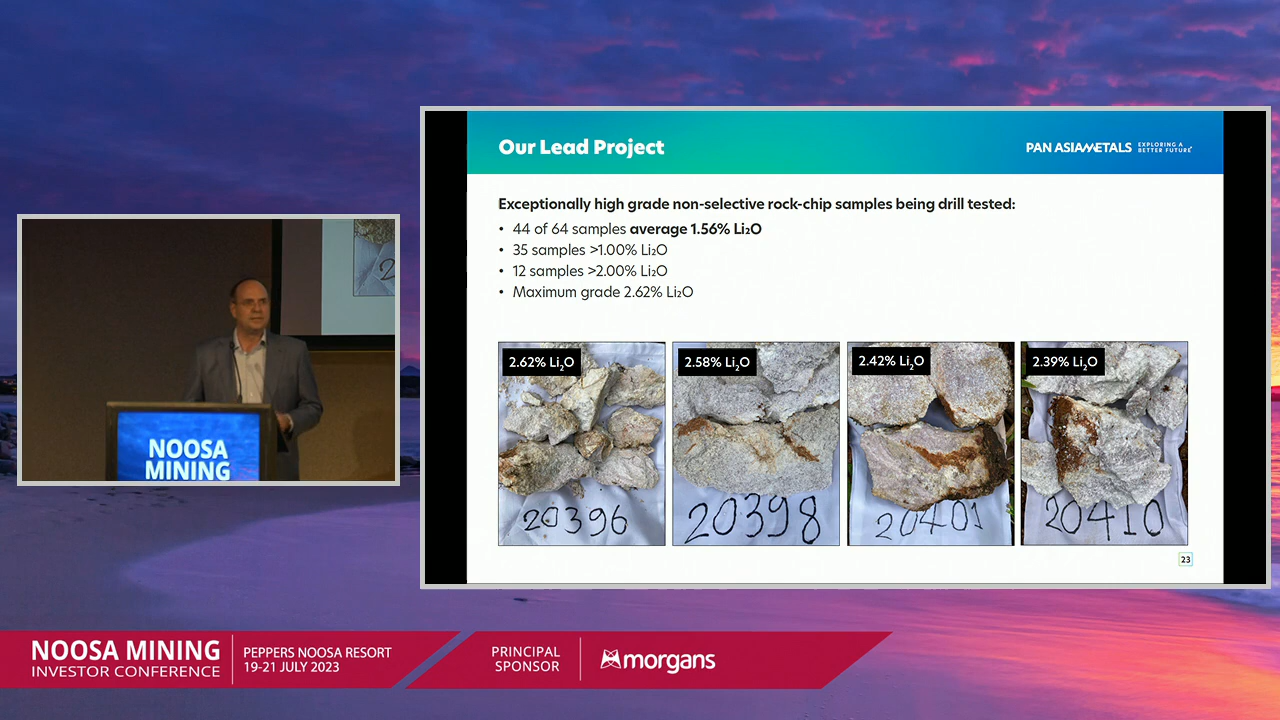 Our Lead Project
PAN ASIA METALS EXPLORING A
BETTER FUTURE
Exceptionally high grade non-selective rock-chip samples being drill tested:
• 44 of 64 samples average 1.56% Li₂O
• 35 samples >1.00% Li₂O
• 12 samples >2.00% Li₂O
• Maximum grade 2.62% Li₂O
2.62% Li₂O
2.58% Li₂O
2.42% Li₂O
2.39% Li₂O
20396
20398
20401
20410
23
NOOSA
MINING
NOOSA MINING
INVESTOR CONFERENCE
PEPPERS NOOSA RESORT
19-21 JULY 2023
PRINCIPAL
SPONSOR
morgans